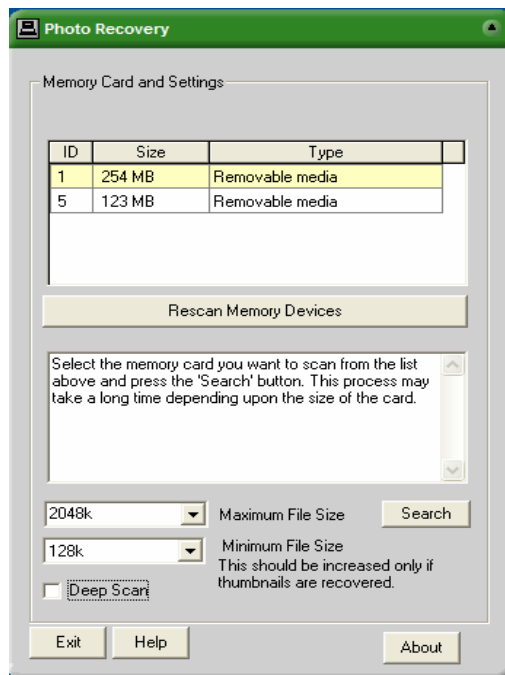 Photo Recovery
Memory Card and Settings
ID Size Type
1 254 MB Removable media
5 123 MB Removable media
Rescan Memory Devices
Select the memory card you want to scan from the list
above and press the 'Search' button. This process may
take a long time depending upon the size of the card.
2048k Maximum File Size Search
128k Minimum File Size
This should be increased only if
thumbnails are recovered.
Deep Scan
Exit Help About